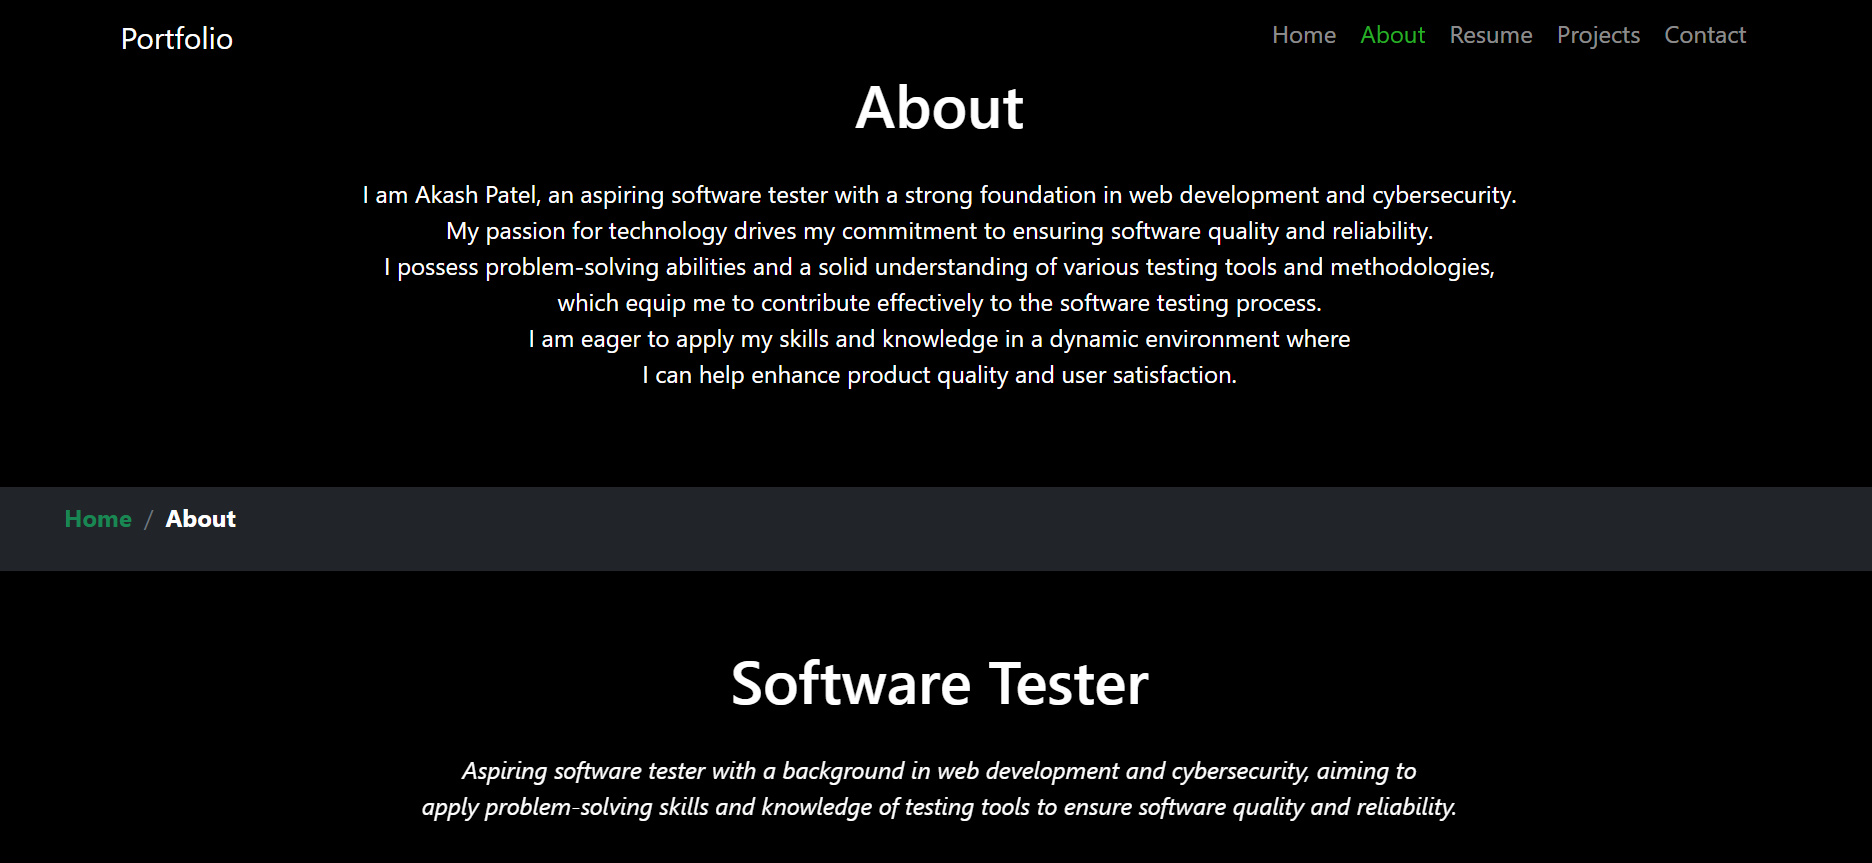 Portfolio
Home About Resume Projects Contact
About
I am Akash Patel, an aspiring software tester with a strong foundation in web development and cybersecurity.
My passion for technology drives my commitment to ensuring software quality and reliability.
I possess problem-solving abilities and a solid understanding of various testing tools and methodologies,
which equip me to contribute effectively to the software testing process.
I am eager to apply my skills and knowledge in a dynamic environment where
I can help enhance product quality and user satisfaction.
Home / About
Software Tester
Aspiring software tester with a background in web development and cybersecurity, aiming to
apply problem-solving skills and knowledge of testing tools to ensure software quality and reliability.